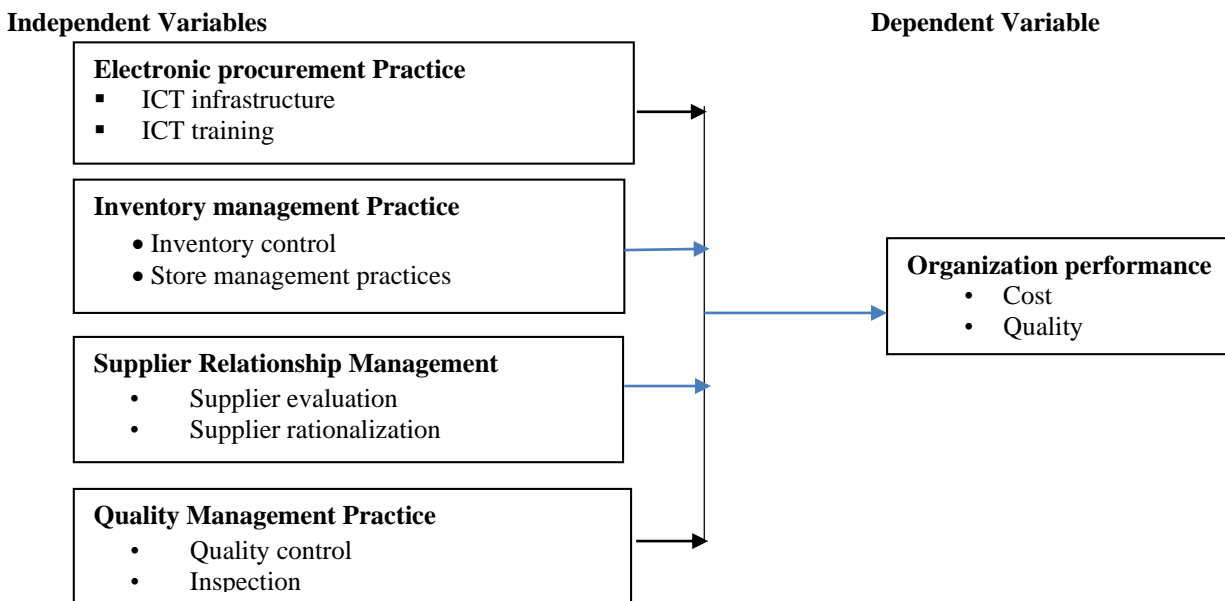 Independent Variables
Dependent Variable
Electronic procurement Practice
▪ ICT infrastructure
▪ ICT training
Inventory management Practice
• Inventory control
• Store management practices
Supplier Relationship Management
• Supplier evaluation
• Supplier rationalization
Quality Management Practice
• Quality control
• Inspection
Organization performance
• Cost
• Quality